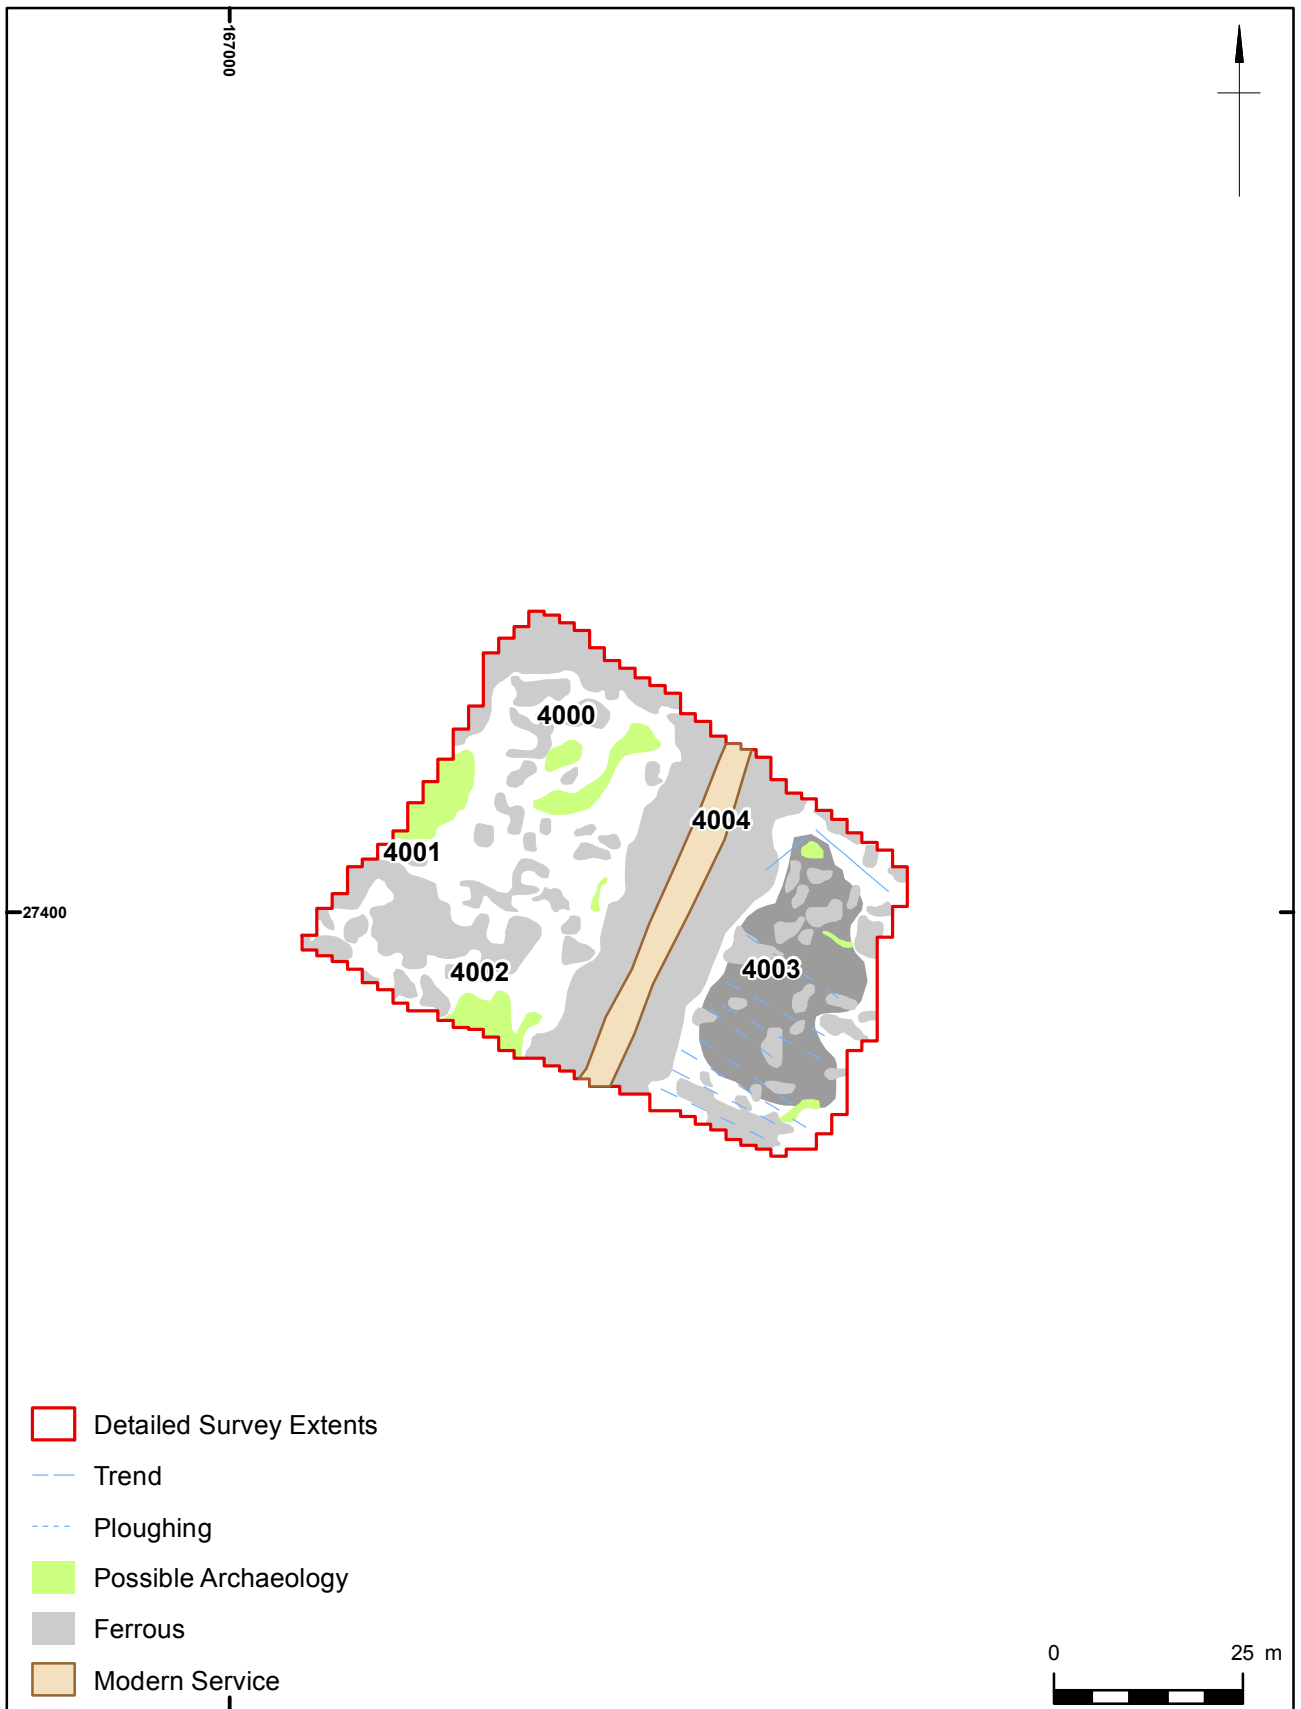 167000
4000
4004
4001
27400
4002
4003
Detailed Survey Extents
Trend
Ploughing
Possible Archaeology
Ferrous
Modern Service
0 25 m